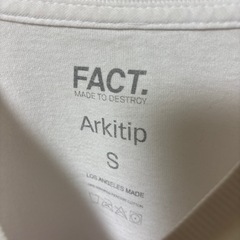 FACT.
MADE TO DESTROY
Arkitip
S
LOS ANGELES MADE